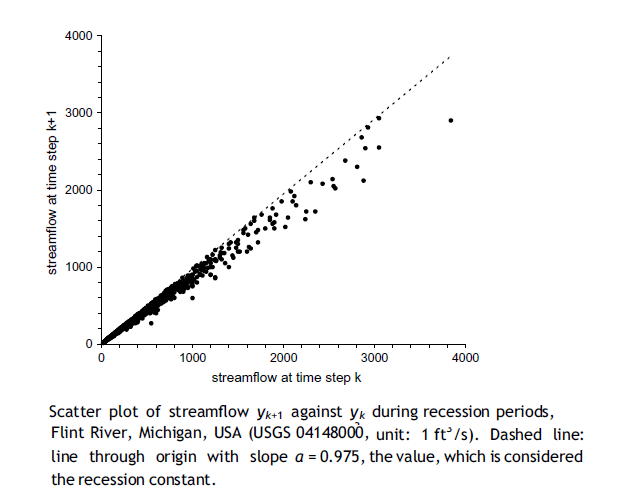 4000
3000
2000
1000
0
streamflow at time step k+1
0 1000 2000 3000 4000
streamflow at time step k
Scatter plot of streamflow yk+1 against yk during recession periods,
Flint River, Michigan, USA (USGS 04148000, unit: 1 ft³/s). Dashed line:
line through origin with slope a = 0.975, the value, which is considered
the recession constant.